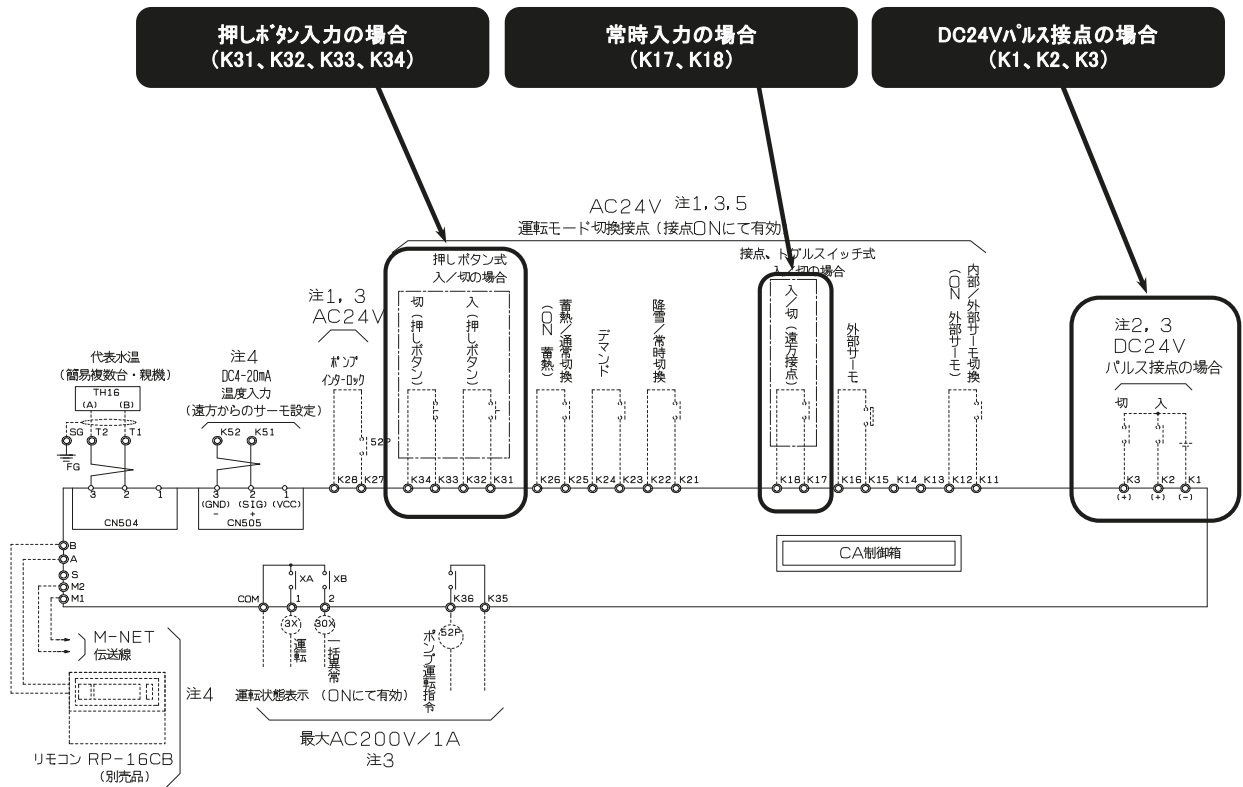 押しボタン入力の場合
(K31、K32、K33、K34)
常時入力の場合
(K17、K18)
DC24Vパルス接点の場合
(K1、K2、K3)
AC24V 注1,3,5
運転モード切換接点(接点ONにて有効)
押しボタン式
入/切の場合
接点、トグルスイッチ式
入/切の場合
注1,3
AC24V
ポンプ
インターロック
切(押しボタン)
入(押しボタン)
蓄熱/通常切換
(ON 蓄熱)
デマンド
降雪/常時切換
入/切(遠方接点)
外部サーモ
内部/外部サーモ切換
(ON 外部サーモ)
注2,3
DC24V
パルス接点の場合
切 入
代表水温
(簡易複数台・親機)
TH16
(A) (B)
注4
DC4-20mA
温度入力
(遠方からのサーモ設定)
SG T2 T1
FG
K52 K51
52P
K28 K27 K34 K33 K32 K31 K26 K25 K24 K23 K22 K21 K18 K17 K16 K15 K14 K13 K12 K11 K3 K2 K1
(+) (+) (-)
3 2 1
CN504
3 2 1
(GND) (SIG) (VCC)
- +
CN505
CA制御箱
B
A
S
M2
M1
COM 1 2 K36 K35
XA XB
3X 30X 52P
運転
一括異常
ポンプ運転指令
運転状態表示 (ONにて有効)
最大AC200V/1A
注3
M-NET
伝送線
注4
リモコン RP-16CB
(別売品)